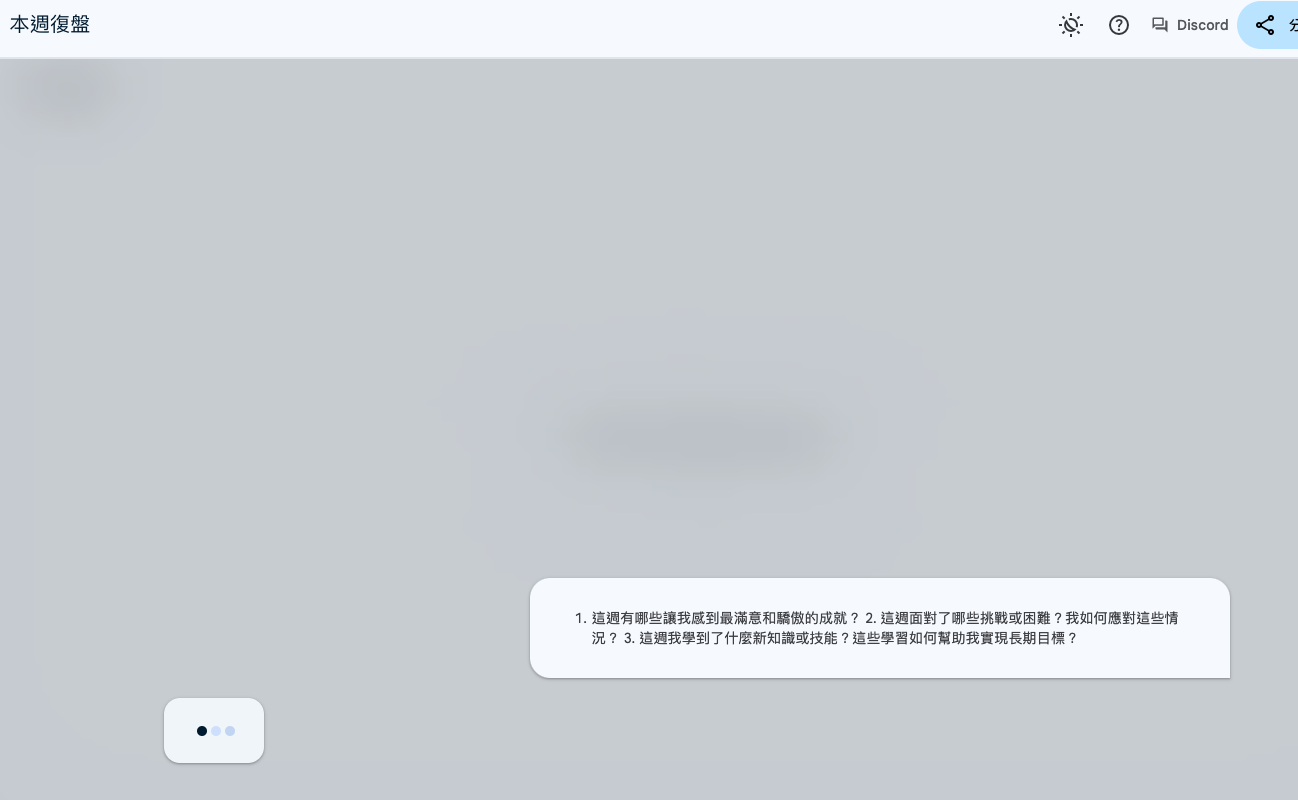 本週復盤
Discord
1. 這週有哪些讓我感到最滿意和驕傲的成就? 2. 這週面對了哪些挑戰或困難?我如何應對這些情
況? 3. 這週我學到了什麼新知識或技能?這些學習如何幫助我實現長期目標?